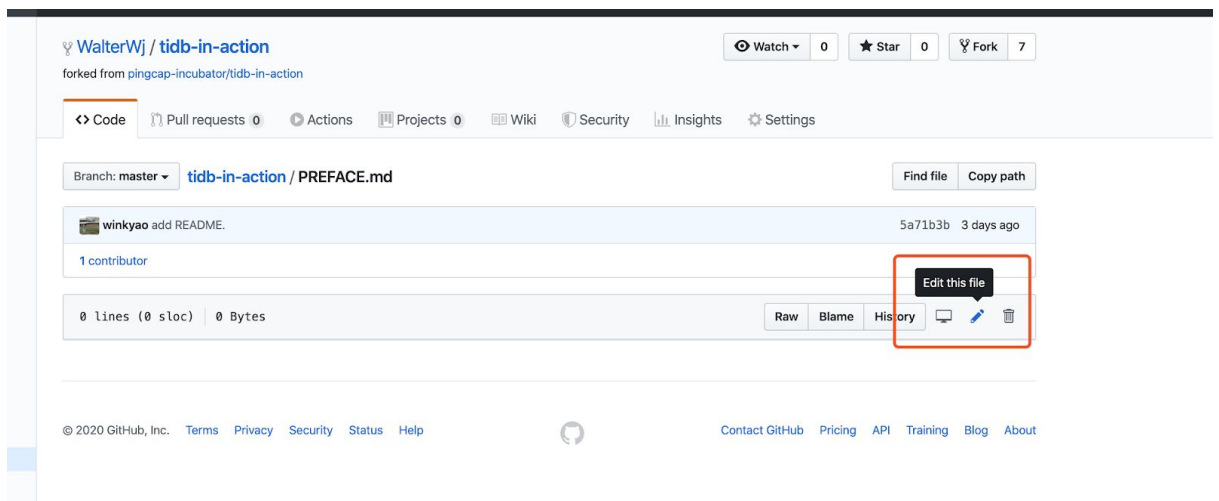 WalterWj / tidb-in-action
Watch 0 Star 0 Fork 7
forked from pingcap-incubator/tidb-in-action
Code Pull requests 0 Actions Projects 0 Wiki Security Insights Settings
Branch: master tidb-in-action / PREFACE.md Find file Copy path
winkyao add README. 5a71b3b 3 days ago
1 contributor
Edit this file
0 lines (0 sloc) 0 Bytes Raw Blame History
© 2020 GitHub, Inc. Terms Privacy Security Status Help Contact GitHub Pricing API Training Blog About